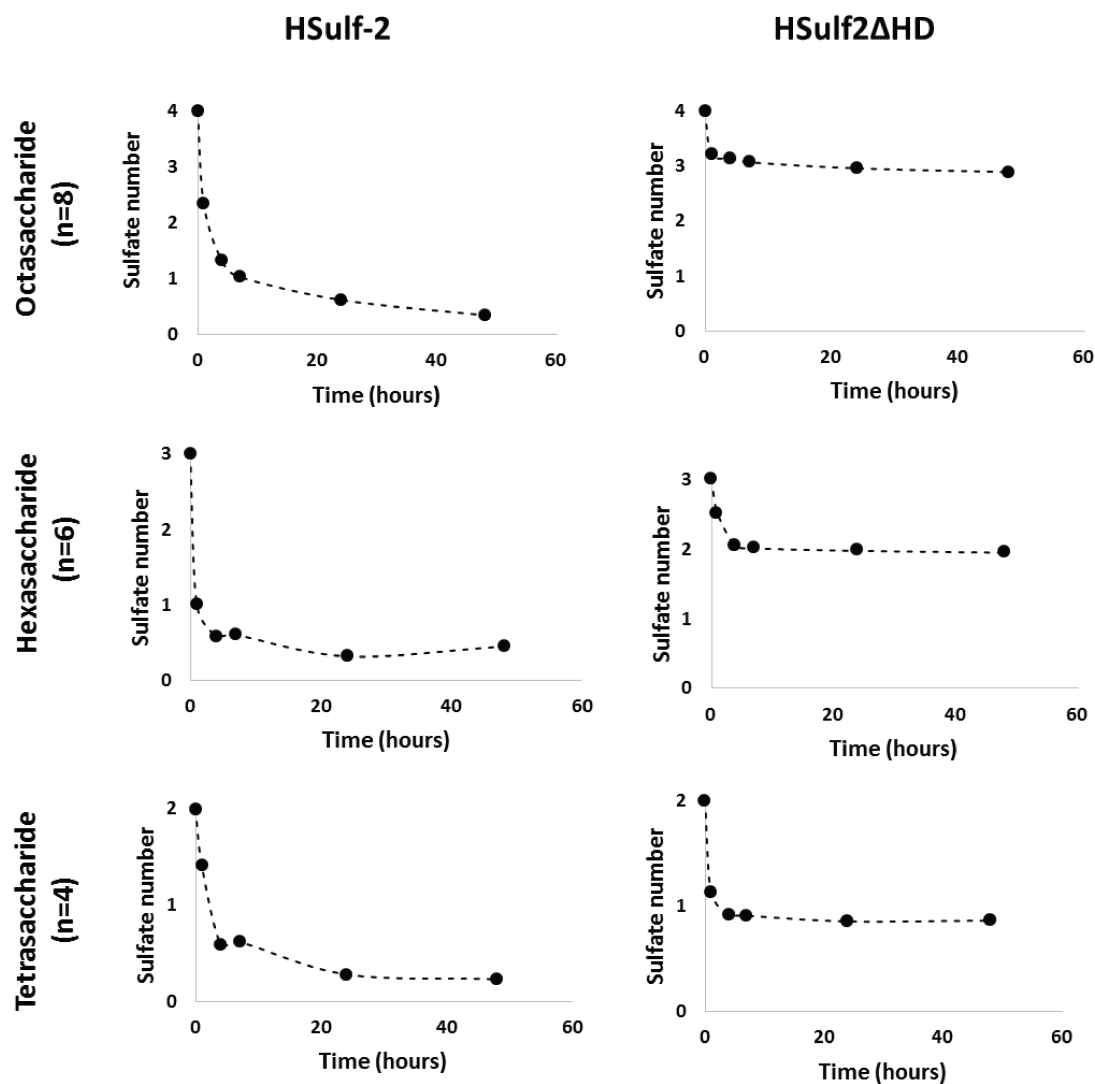 HSulf-2
HSulf2ΔHD
Octasaccharide
(n=8)
Sulfate number
4
3
2
1
0
0
20
40
60
Time (hours)
Sulfate number
4
3
2
1
0
0
20
40
60
Time (hours)
Hexasaccharide
(n=6)
Sulfate number
3
2
1
0
0
20
40
60
Time (hours)
Sulfate number
3
2
1
0
0
20
40
60
Time (hours)
Tetrasaccharide
(n=4)
Sulfate number
2
1
0
0
20
40
60
Time (hours)
Sulfate number
2
1
0
0
20
40
60
Time (hours)